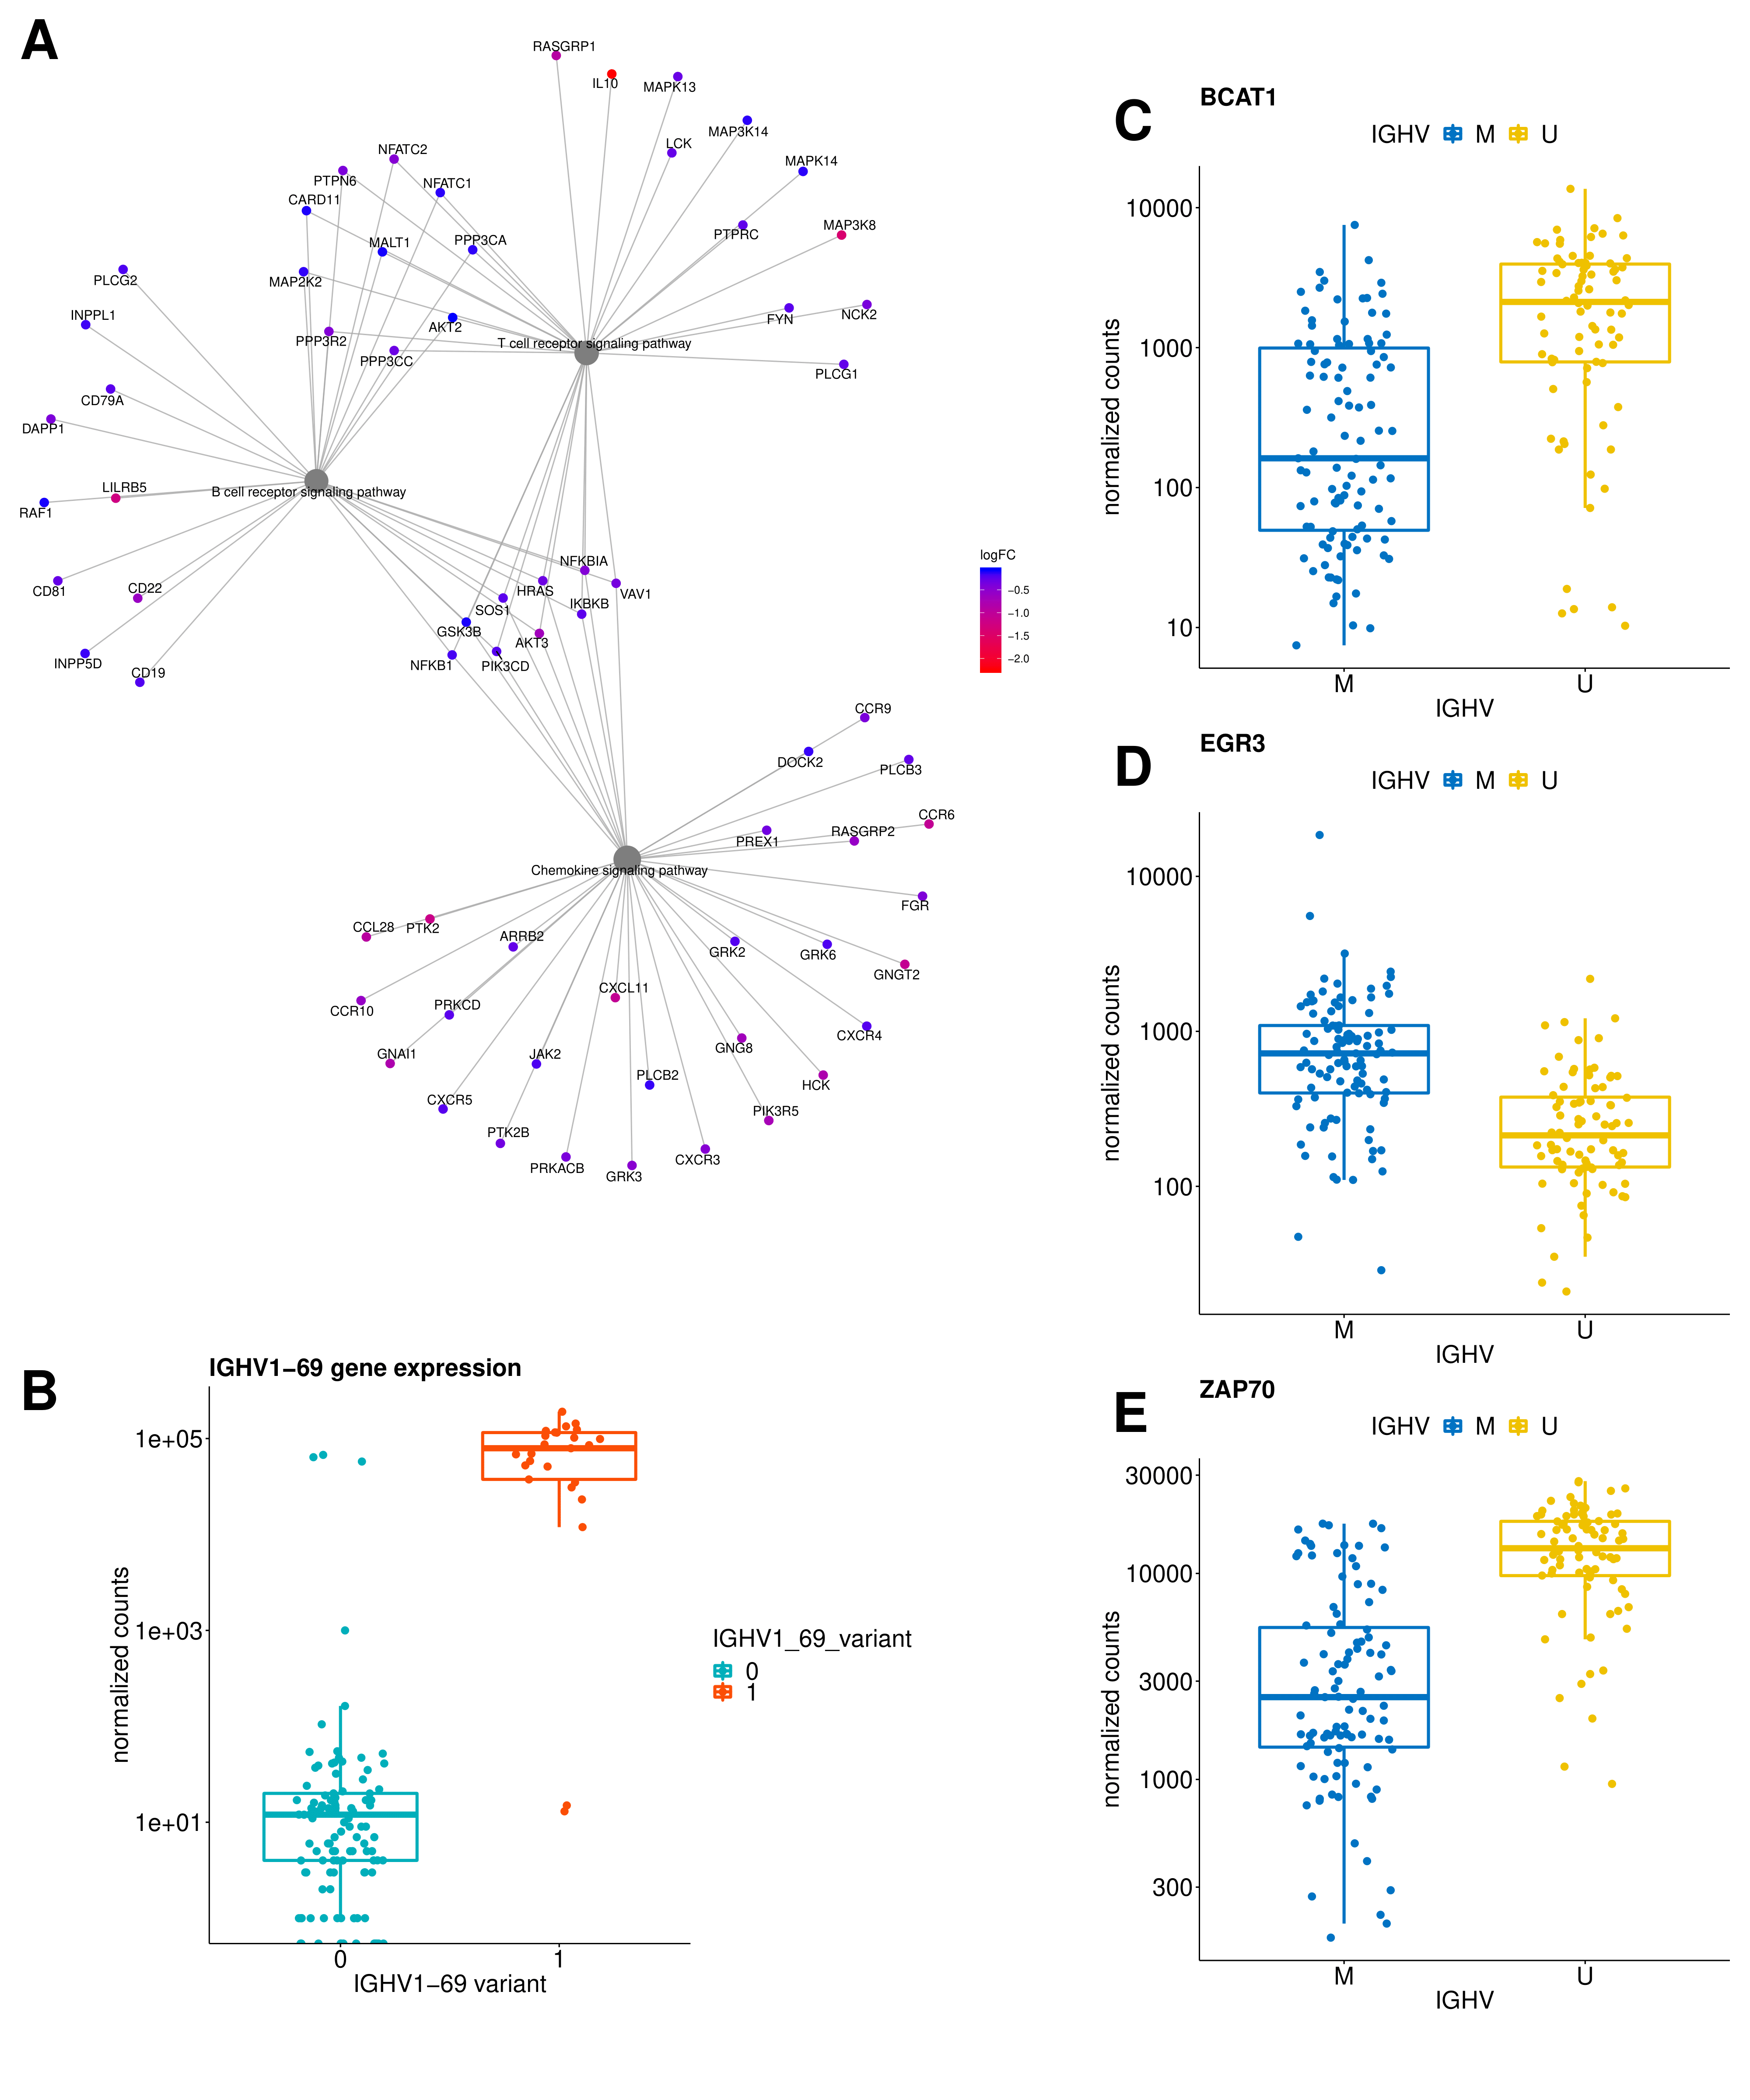 A
RASGRP1
IL10
MAPK13
MAP3K14
LCK
MAPK14
NFATC2
PTPN6
NFATC1
CARD11
MALT1
PPP3CA
PTPRC
MAP3K8
PLCG2
MAP2K2
INPPL1
AKT2
FYN
NCK2
PPP3R2
PPP3CC
T cell receptor signaling pathway
PLCG1
CD79A
DAPP1
LILRB5
B cell receptor signaling pathway
RAF1
CD81
CD22
NFKBIA
HRAS
VAV1
SOS1
IKBKB
GSK3B
AKT3
INPP5D
CD19
NFKB1
PIK3CD
logFC
−0.5
−1.0
−1.5
−2.0
CCR9
DOCK2
PLCB3
CCR6
PREX1
RASGRP2
Chemokine signaling pathway
FGR
CCL28
PTK2
ARRB2
GRK2
GRK6
GNGT2
CXCL11
CCR10
PRKCD
CXCR4
GNG8
GNAI1
JAK2
PLCB2
HCK
CXCR5
PIK3R5
PTK2B
PRKACB
GRK3
CXCR3
B
IGHV1−69 gene expression
normalized counts
1e+05
1e+03
1e+01
0
1
IGHV1−69 variant
IGHV1_69_variant
0
1
C
BCAT1
IGHV M U
normalized counts
10000
1000
100
10
M U
IGHV
D
EGR3
IGHV M U
normalized counts
10000
1000
100
M U
IGHV
E
ZAP70
IGHV M U
normalized counts
30000
10000
3000
1000
300
M U
IGHV